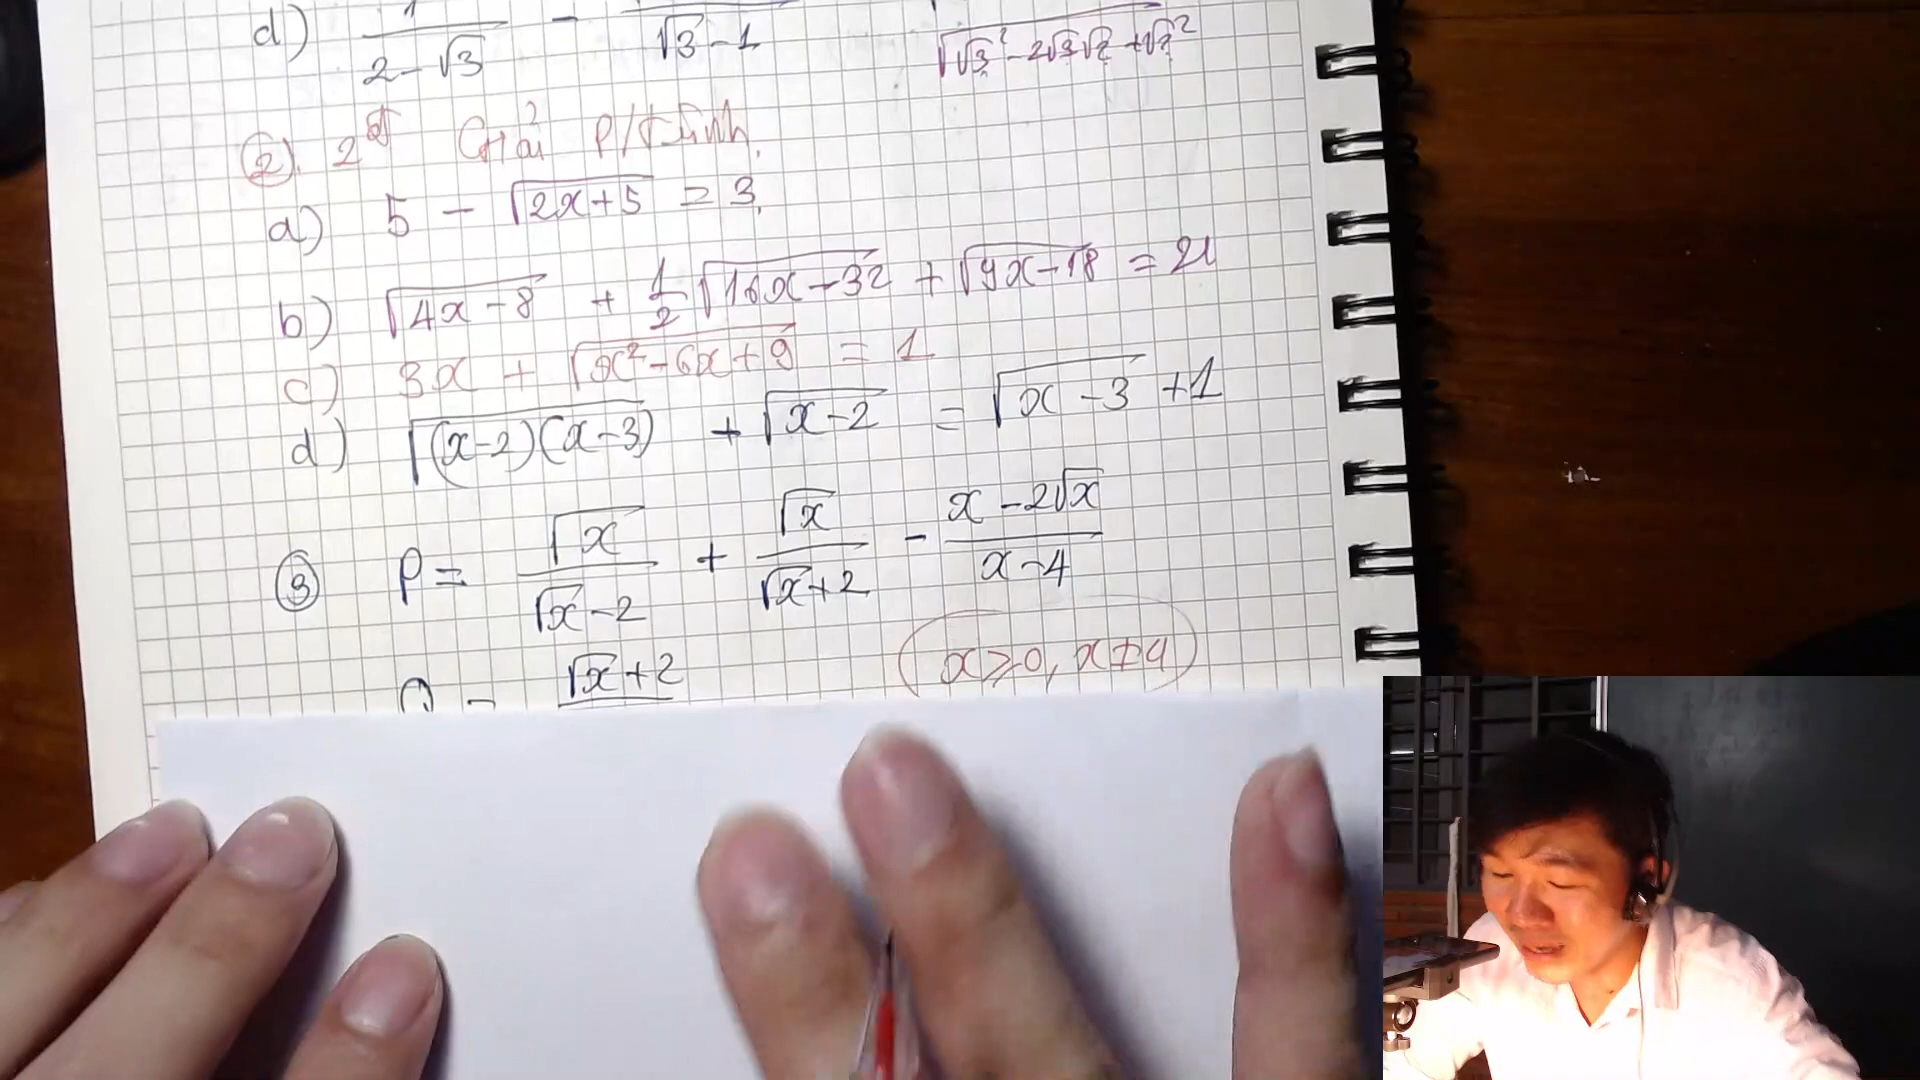 d) 1/(2-√3) - /(√3-1) √(√3² - 2√3√2 + √2²)
② 2đ Giải P/trình.
a) 5 - √(2x+5) = 3
b) √(4x-8) + 1/2 √(16x-32) + √(9x-18) = 21
c) 3x + √(x²-6x+9) = 1
d) √((x-2)(x-3)) + √(x-2) = √(x-3) + 1
③ P = √x/(√x-2) + √x/(√x+2) - (x-2√x)/(x-4)
√x+2
(x≥0, x≠4)